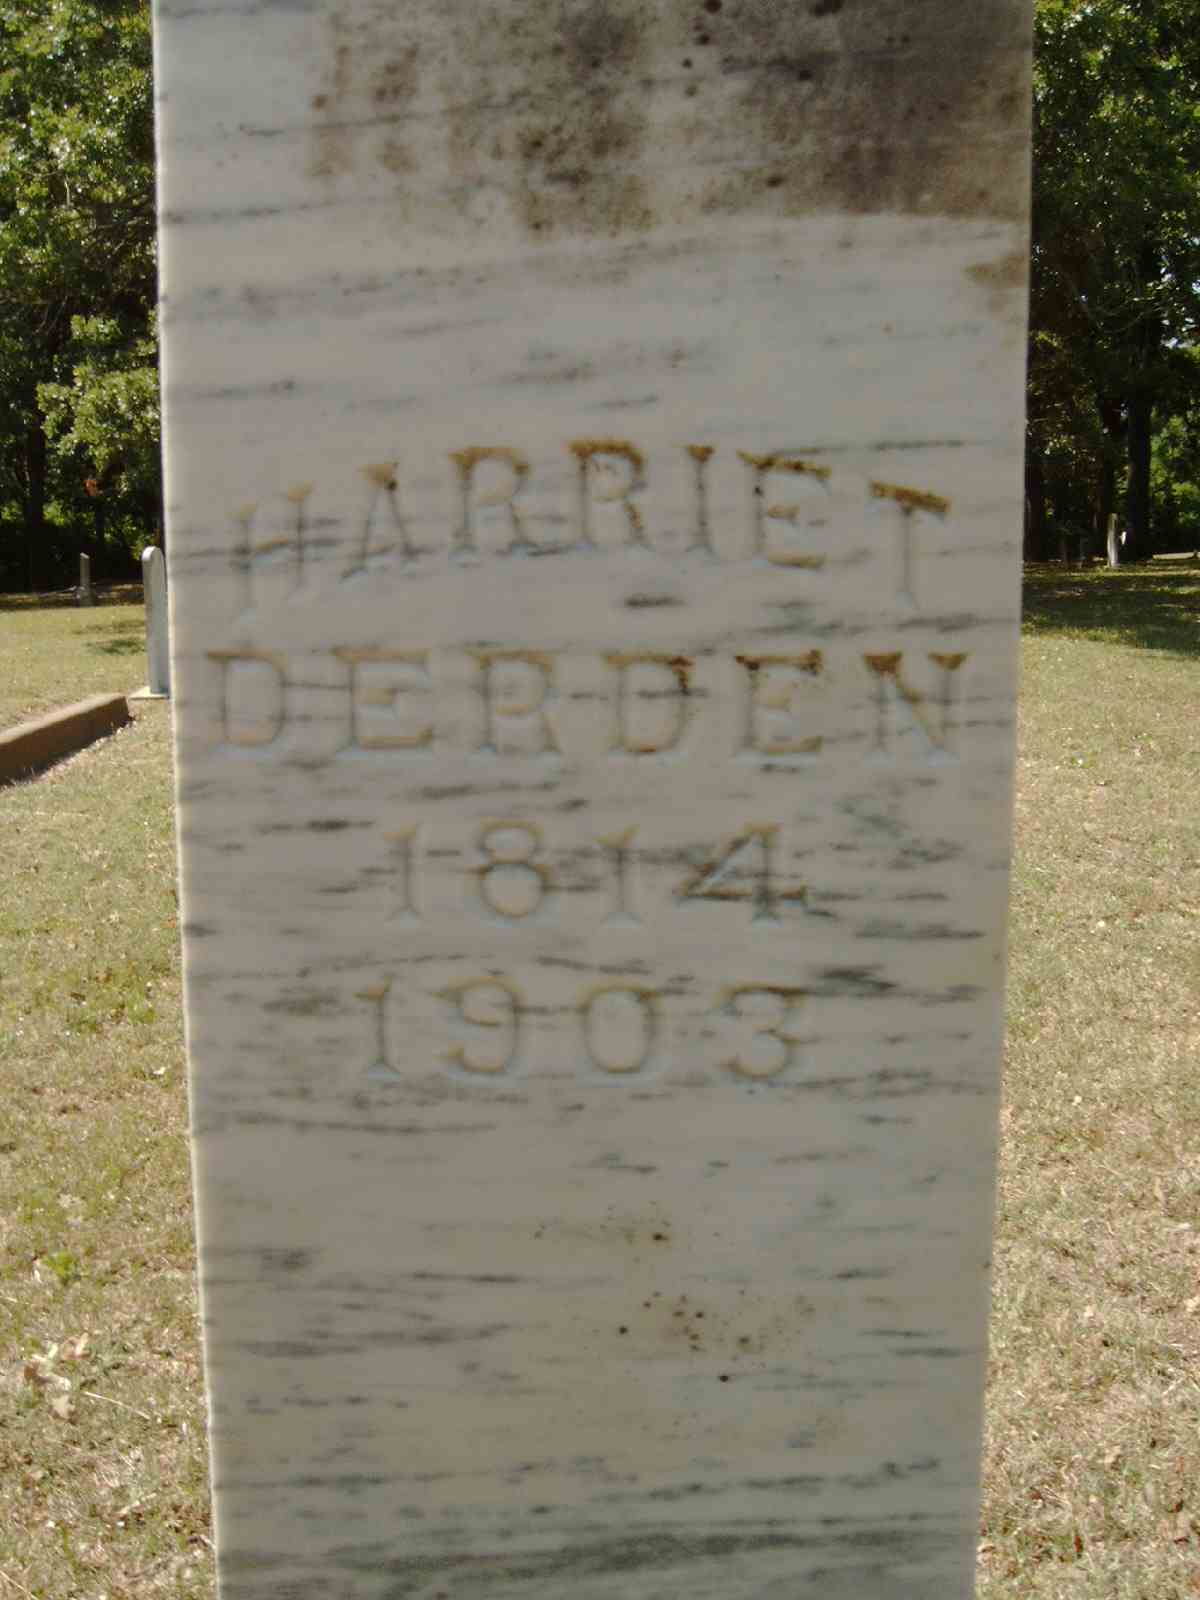 HARRIET
DERDEN
1814
1903